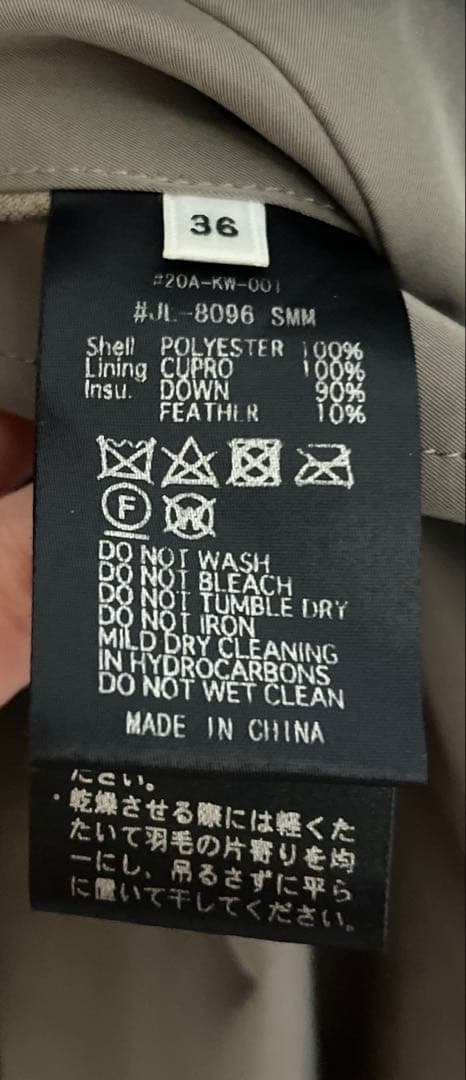 36
#20A-KW-001
#JL-8096 SMM
Shell POLYESTER 100%
Lining CUPRO 100%
Insu. DOWN 90%
FEATHER 10%
F W
DO NOT WASH
DO NOT BLEACH
DO NOT TUMBLE DRY
DO NOT IRON
MILD DRY CLEANING
IN HYDROCARBONS
DO NOT WET CLEAN
MADE IN CHINA
ださい。
・乾燥させる際には軽くた
たいて羽毛の片寄りを均
一にし、吊るさずに平ら
に置いて干してください。